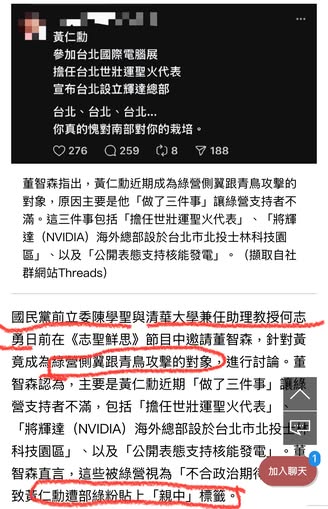 黃仁勳
參加台北國際電腦展
擔任台北世壯運聖火代表
宣布台北設立輝達總部
台北、台北、台北...
你真的愧對南部對你的栽培。
276 259 8 188
董智森指出，黃仁勳近期成為綠營側翼跟青鳥攻擊的
對象，原因主要是他「做了三件事」讓綠營支持者不
滿。這三件事包括「擔任世壯運聖火代表」、「將輝
達（NVIDIA）海外總部設於台北市北投士林科技園
區」、以及「公開表態支持核能發電」。（擷取自社
群網站Threads）
國民黨前立委陳學聖與清華大學兼任助理教授何志
勇日前在《志聖鮮思》節目中邀請董智森，針對黃
竟成為綠營側翼跟青鳥攻擊的對象，進行討論。董
智森認為，主要是黃仁勳近期「做了三件事」讓綠
營支持者不滿，包括「擔任世壯運聖火代表」、
「將輝達（NVIDIA）海外總部設於台北市北投士
科技園區」、以及「公開表態支持核能發電」。董
智森直言，這些被綠營視為「不合政治期待
致黃仁勳遭部綠粉貼上「親中」標籤。
加入聊天
1